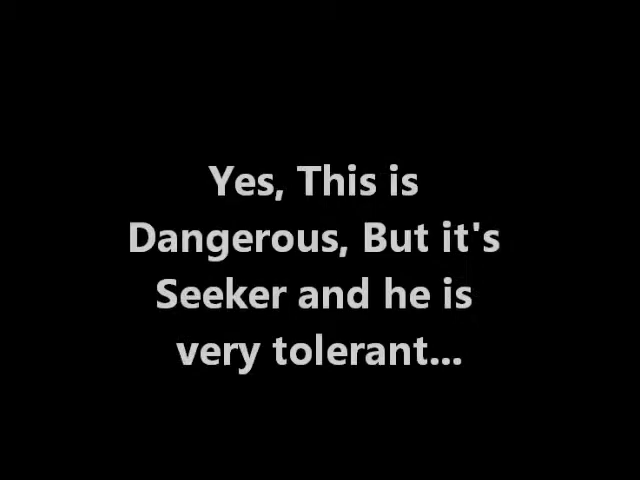 Yes, This is
Dangerous, But it's
Seeker and he is
very tolerant...